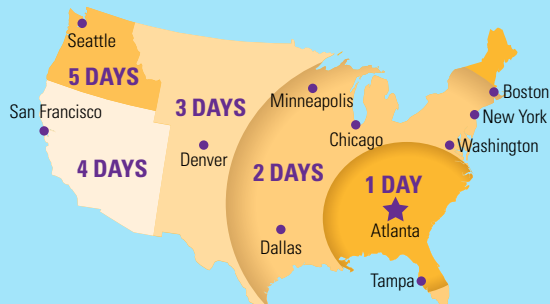 Seattle
5 DAYS
San Francisco
3 DAYS
Minneapolis
Boston
New York
Chicago
Washington
Denver
4 DAYS
2 DAYS
1 DAY
Atlanta
Dallas
Tampa